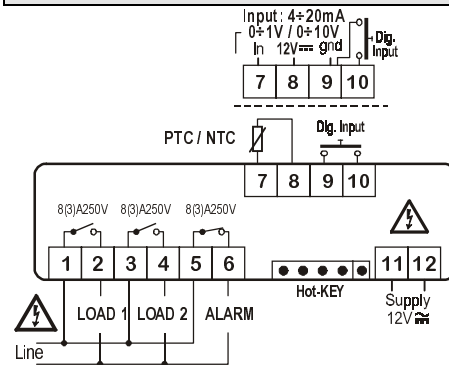 Input: 4÷20mA
0÷1V / 0÷10V
In 12V⎓ gnd
Dig. Input
7 8 9 10
PTC / NTC
Dig. Input
7 8 9 10
8(3)A250V 8(3)A250V 8(3)A250V
1 2 3 4 5 6
11 12
Hot-KEY
Supply
12V
LOAD 1 LOAD 2 ALARM
Line